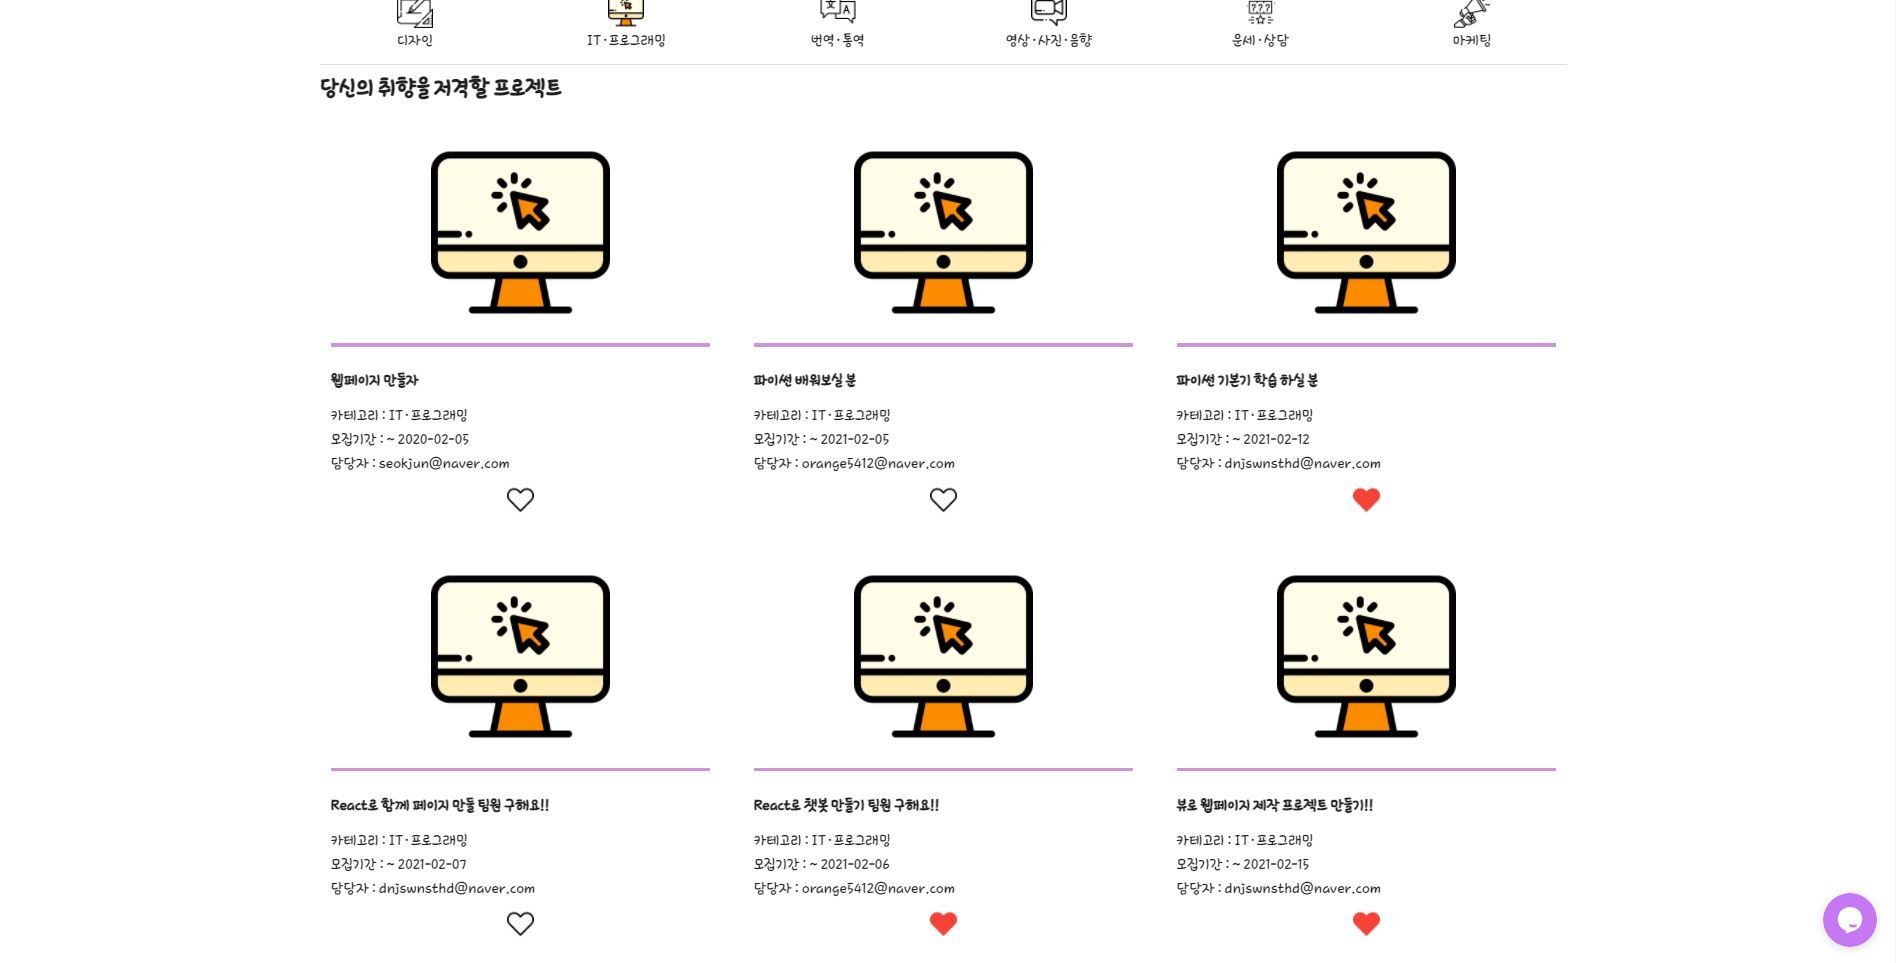 디자인
IT·프로그래밍
번역·통역
영상·사진·음향
운세·상담
마케팅
당신의 취향을 저격할 프로젝트
웹페이지 만들자
카테고리 : IT·프로그래밍
모집기간 : ~ 2020-02-05
담당자 : seokjun@naver.com
파이썬 배워보실 분
카테고리 : IT·프로그래밍
모집기간 : ~ 2021-02-05
담당자 : orange5412@naver.com
파이썬 기본기 학습 하실 분
카테고리 : IT·프로그래밍
모집기간 : ~ 2021-02-12
담당자 : dnjswnsthd@naver.com
React로 함께 페이지 만들 팀원 구해요!!
카테고리 : IT·프로그래밍
모집기간 : ~ 2021-02-07
담당자 : dnjswnsthd@naver.com
React로 챗봇 만들기 팀원 구해요!!
카테고리 : IT·프로그래밍
모집기간 : ~ 2021-02-06
담당자 : orange5412@naver.com
뷰로 웹페이지 제작 프로젝트 만들기!!
카테고리 : IT·프로그래밍
모집기간 : ~ 2021-02-15
담당자 : dnjswnsthd@naver.com